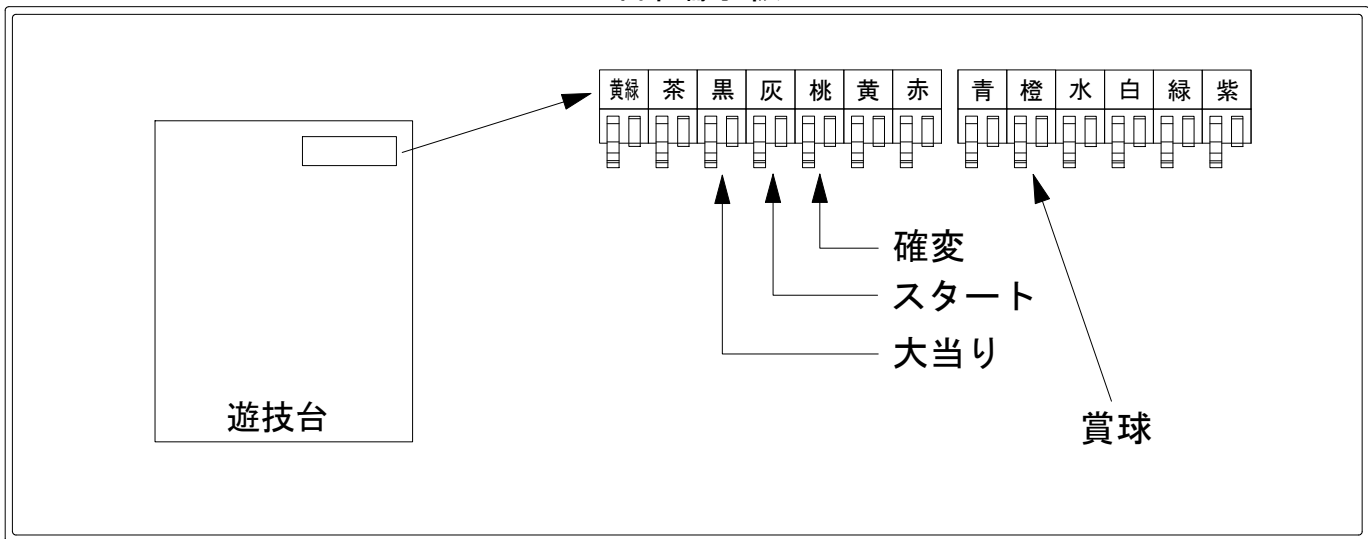 黄緑 茶 黒 灰 桃 黄 赤 青 橙 水 白 緑 紫
確変
スタート
大当り
遊技台
賞球